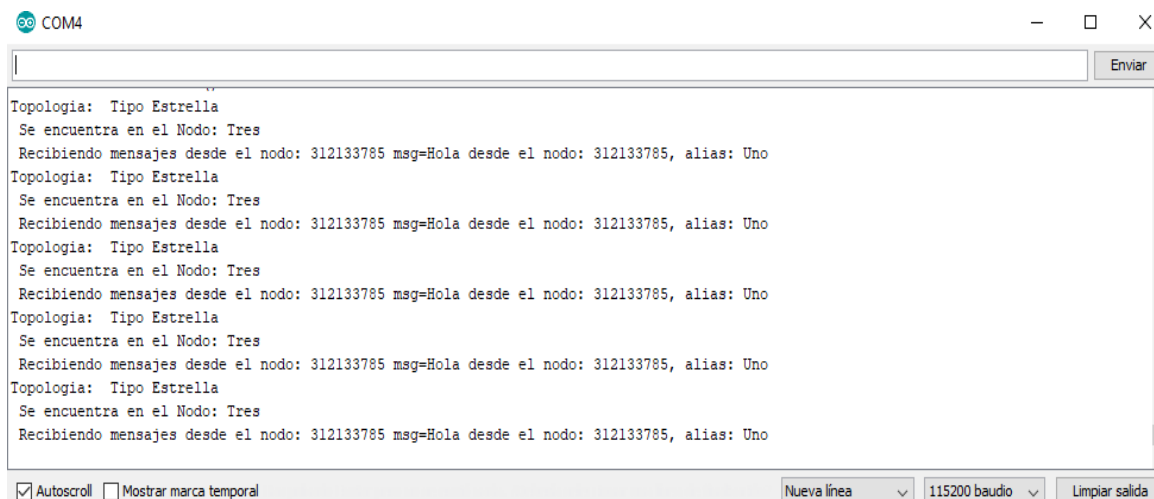 COM4
Enviar
Topologia:  Tipo Estrella
Se encuentra en el Nodo: Tres
Recibiendo mensajes desde el nodo: 312133785 msg=Hola desde el nodo: 312133785, alias: Uno
Topologia:  Tipo Estrella
Se encuentra en el Nodo: Tres
Recibiendo mensajes desde el nodo: 312133785 msg=Hola desde el nodo: 312133785, alias: Uno
Topologia:  Tipo Estrella
Se encuentra en el Nodo: Tres
Recibiendo mensajes desde el nodo: 312133785 msg=Hola desde el nodo: 312133785, alias: Uno
Topologia:  Tipo Estrella
Se encuentra en el Nodo: Tres
Recibiendo mensajes desde el nodo: 312133785 msg=Hola desde el nodo: 312133785, alias: Uno
Topologia:  Tipo Estrella
Se encuentra en el Nodo: Tres
Recibiendo mensajes desde el nodo: 312133785 msg=Hola desde el nodo: 312133785, alias: Uno
Autoscroll Mostrar marca temporal Nueva línea 115200 baudio Limpiar salida